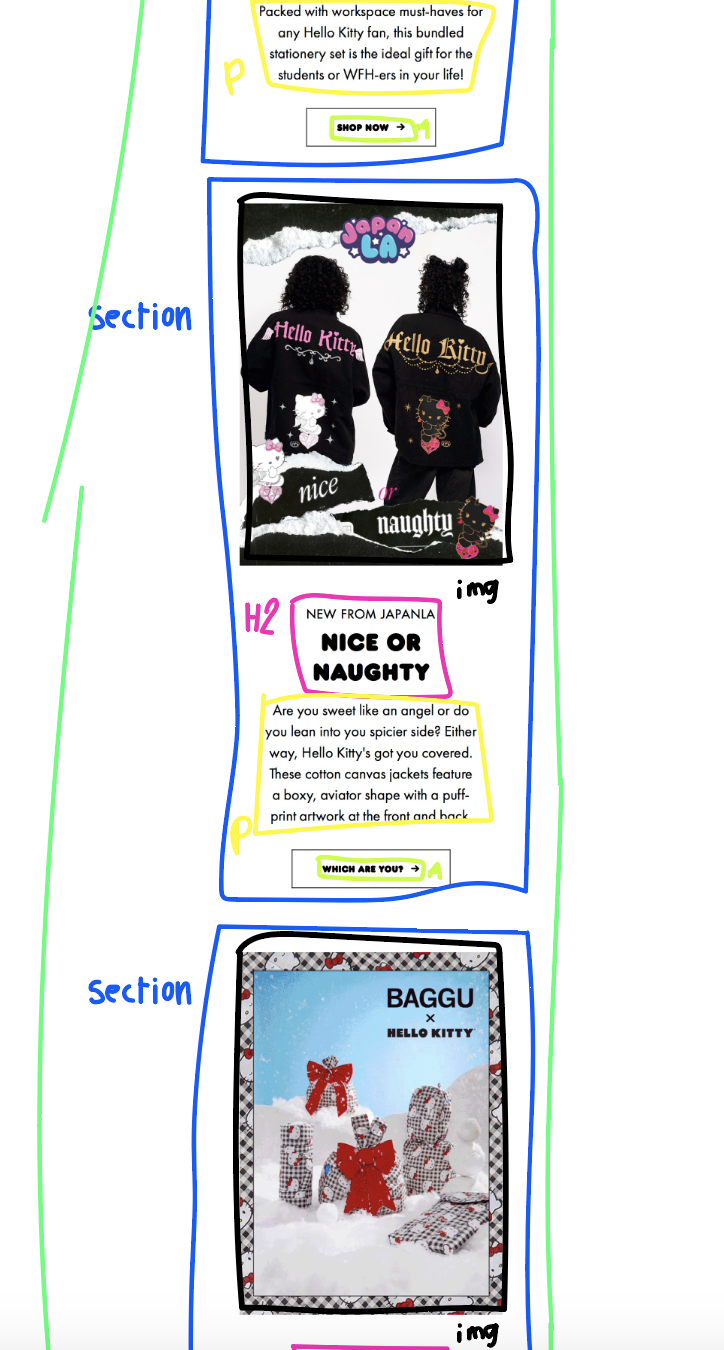 Packed with workspace must-haves for
any Hello Kitty fan, this bundled
stationery set is the ideal gift for the
students or WFH-ers in your life!
P
SHOP NOW → A
Japan
LA
section
Hello Kitty
Hello Kitty
nice
or
naughty
img
H2
NEW FROM JAPANLA
NICE OR
NAUGHTY
Are you sweet like an angel or do
you lean into you spicier side? Either
way, Hello Kitty's got you covered.
These cotton canvas jackets feature
a boxy, aviator shape with a puff-
print artwork at the front and back
P
WHICH ARE YOU? → A
section
BAGGU
×
HELLO KITTY
img